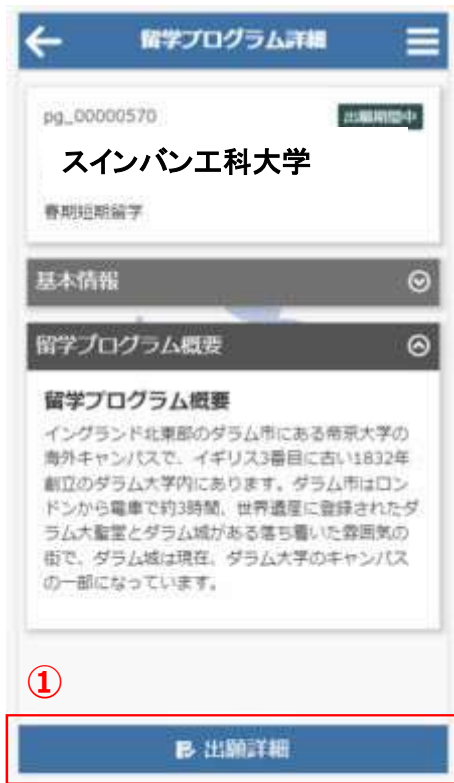 留学プログラム詳細
pg_00000570
出願期間中
スインバン工科大学
春期短期留学
基本情報
留学プログラム概要
留学プログラム概要
イングランド北東部のダラム市にある帝京大学の
海外キャンパスで、イギリス3番目に古い1832年
創立のダラム大学内にあります。ダラム市はロン
ドンから電車で約3時間、世界遺産に登録されたダ
ラム大聖堂とダラム城がある落ち着いた雰囲気の
街で、ダラム城は現在、ダラム大学のキャンパス
の一部になっています。
①
出願詳細